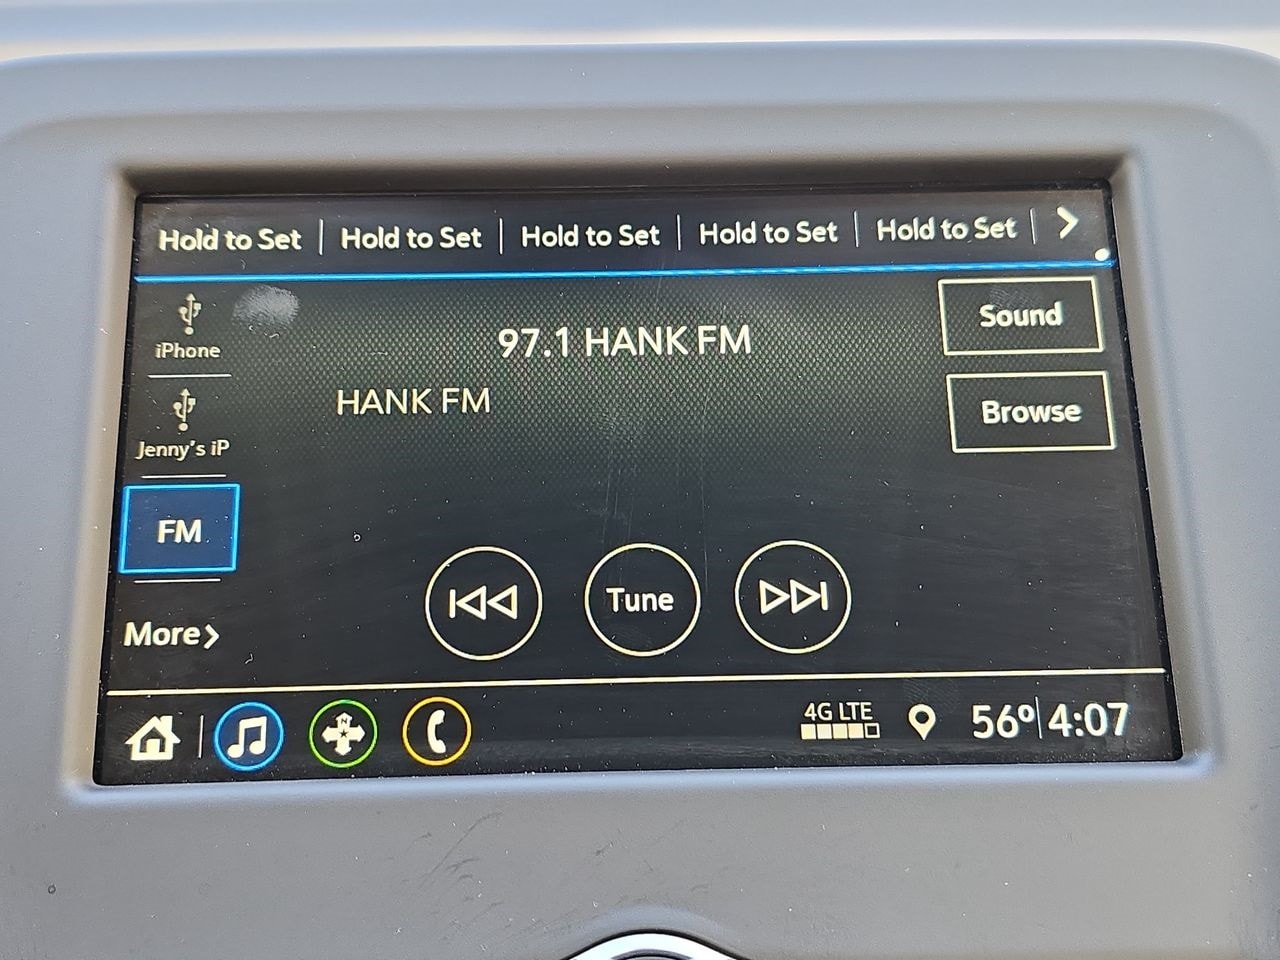 Hold to Set Hold to Set Hold to Set Hold to Set Hold to Set
iPhone
97.1 HANK FM
Sound
HANK FM
Browse
Jenny's iP
FM
Tune
More
4G LTE
56° 4:07